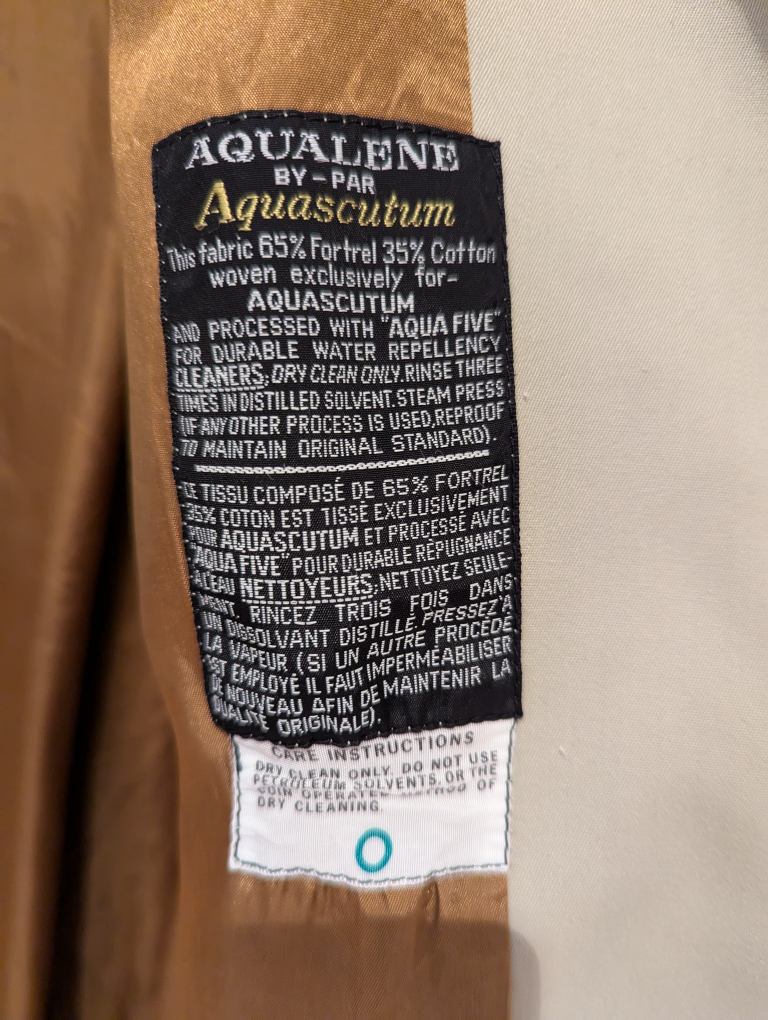 AQUALENE
BY-PAR
Aquascutum
This fabric 65% Fortrel 35% Cotton
woven exclusively for-
AQUASCUTUM
AND PROCESSED WITH "AQUA FIVE"
FOR DURABLE WATER REPELLENCY
CLEANERS; DRY CLEAN ONLY. RINSE THREE
TIMES IN DISTILLED SOLVENT. STEAM PRESS
(IF ANY OTHER PROCESS IS USED, REPROOF
TO MAINTAIN ORIGINAL STANDARD).
CE TISSU COMPOSÉ DE 65% FORTREL
35% COTON EST TISSÉ EXCLUSIVEMENT
POUR AQUASCUTUM ET PROCESSÉ AVEC
"AQUA FIVE" POUR DURABLE RÉPUGNANCE
À L'EAU NETTOYEURS; NETTOYEZ SEULE-
MENT. RINCEZ TROIS FOIS DANS
UN DISSOLVANT DISTILLÉ PRESSEZ À
LA VAPEUR (SI UN AUTRE PROCÉDÉ
EST EMPLOYÉ IL FAUT IMPERMÉABILISER
DE NOUVEAU AFIN DE MAINTENIR LA
QUALITÉ ORIGINALE).
CARE INSTRUCTIONS
DRY CLEAN ONLY. DO NOT USE
PETROLEUM SOLVENTS, OR THE
COIN OPERATED METHOD OF
DRY CLEANING.